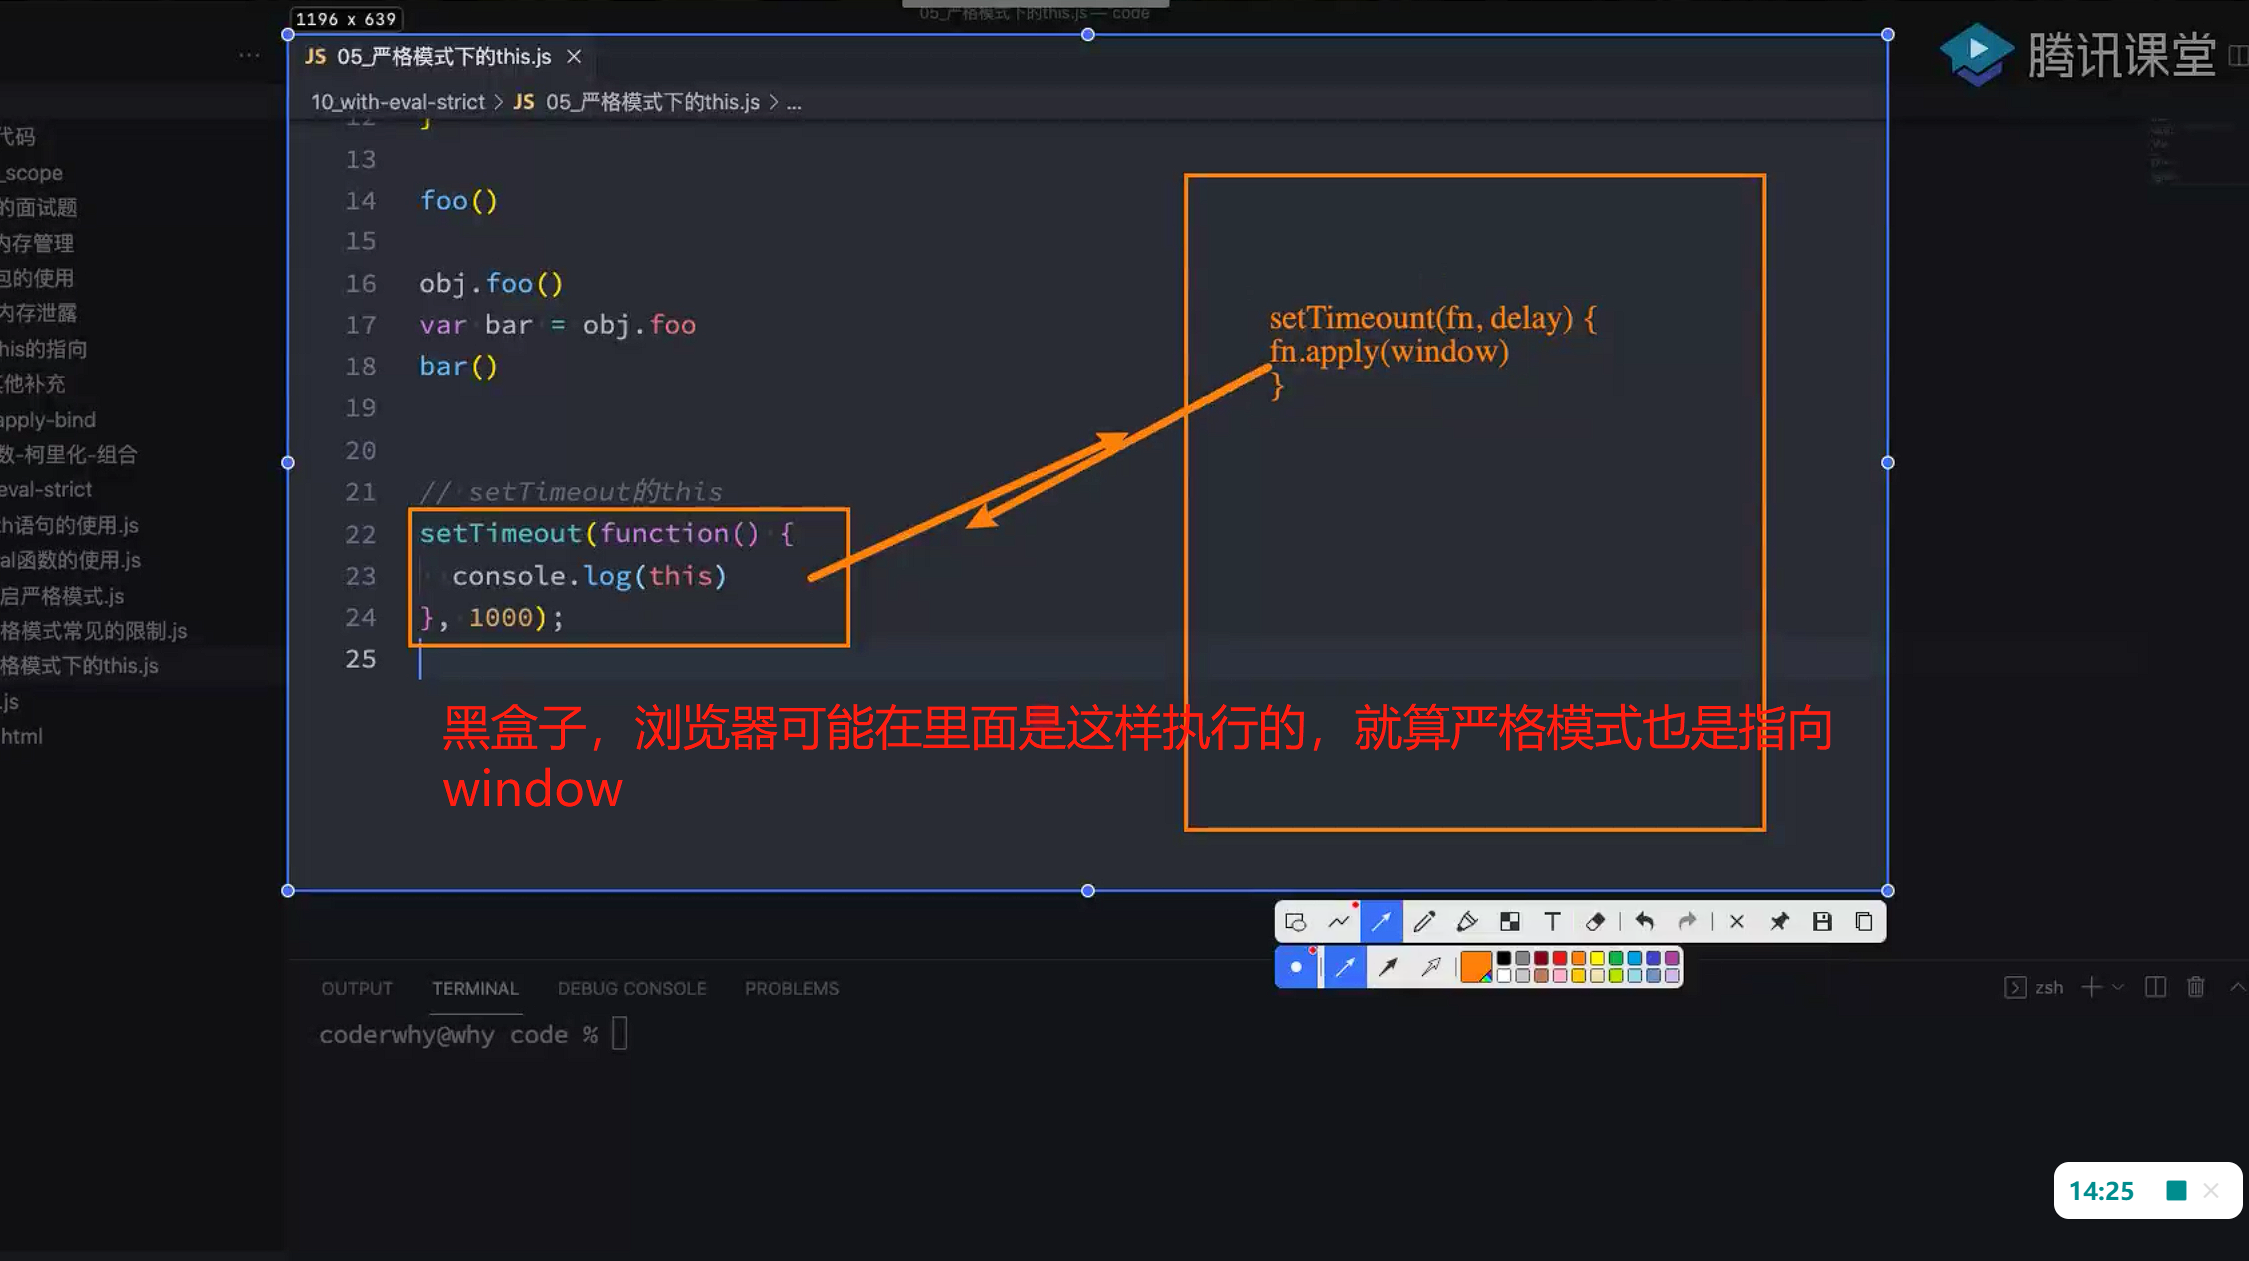 1196 x 639
05_严格模式下的this.js — code
JS 05_严格模式下的this.js
腾讯课堂
10_with-eval-strict > JS 05_严格模式下的this.js > ...
代码
_scope
的面试题
内存管理
包的使用
内存泄露
his的指向
其他补充
apply-bind
数-柯里化-组合
eval-strict
th语句的使用.js
al函数的使用.js
启严格模式.js
格模式常见的限制.js
格模式下的this.js
.js
html
12 }
13
14 foo()
15
16 obj.foo()
17 var bar = obj.foo
18 bar()
19
20
21 // setTimeout的this
22 setTimeout(function() {
23 console.log(this)
24 }, 1000);
25
setTimeount(fn, delay) {
fn.apply(window)
}
黑盒子，浏览器可能在里面是这样执行的，就算严格模式也是指向
window
OUTPUT TERMINAL DEBUG CONSOLE PROBLEMS
zsh
coderwhy@why code %
14:25